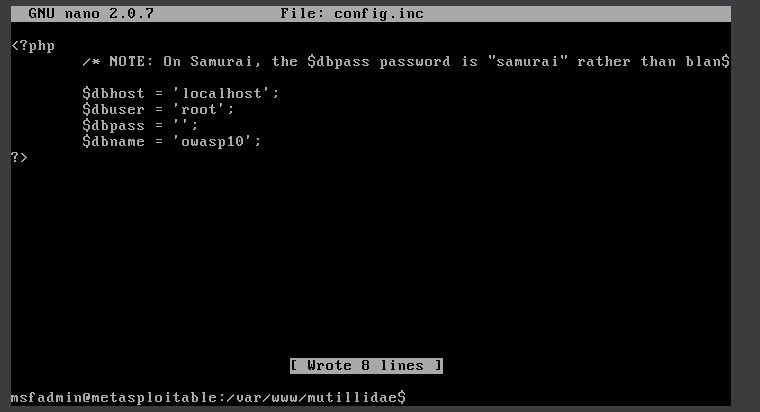 GNU nano 2.0.7 File: config.inc
<?php
/* NOTE: On Samurai, the $dbpass password is "samurai" rather than blan$
$dbhost = 'localhost';
$dbuser = 'root';
$dbpass = '';
$dbname = 'owasp10';
?>
[ Wrote 8 lines ]
msfadmin@metasploitable:/var/www/mutillidae$